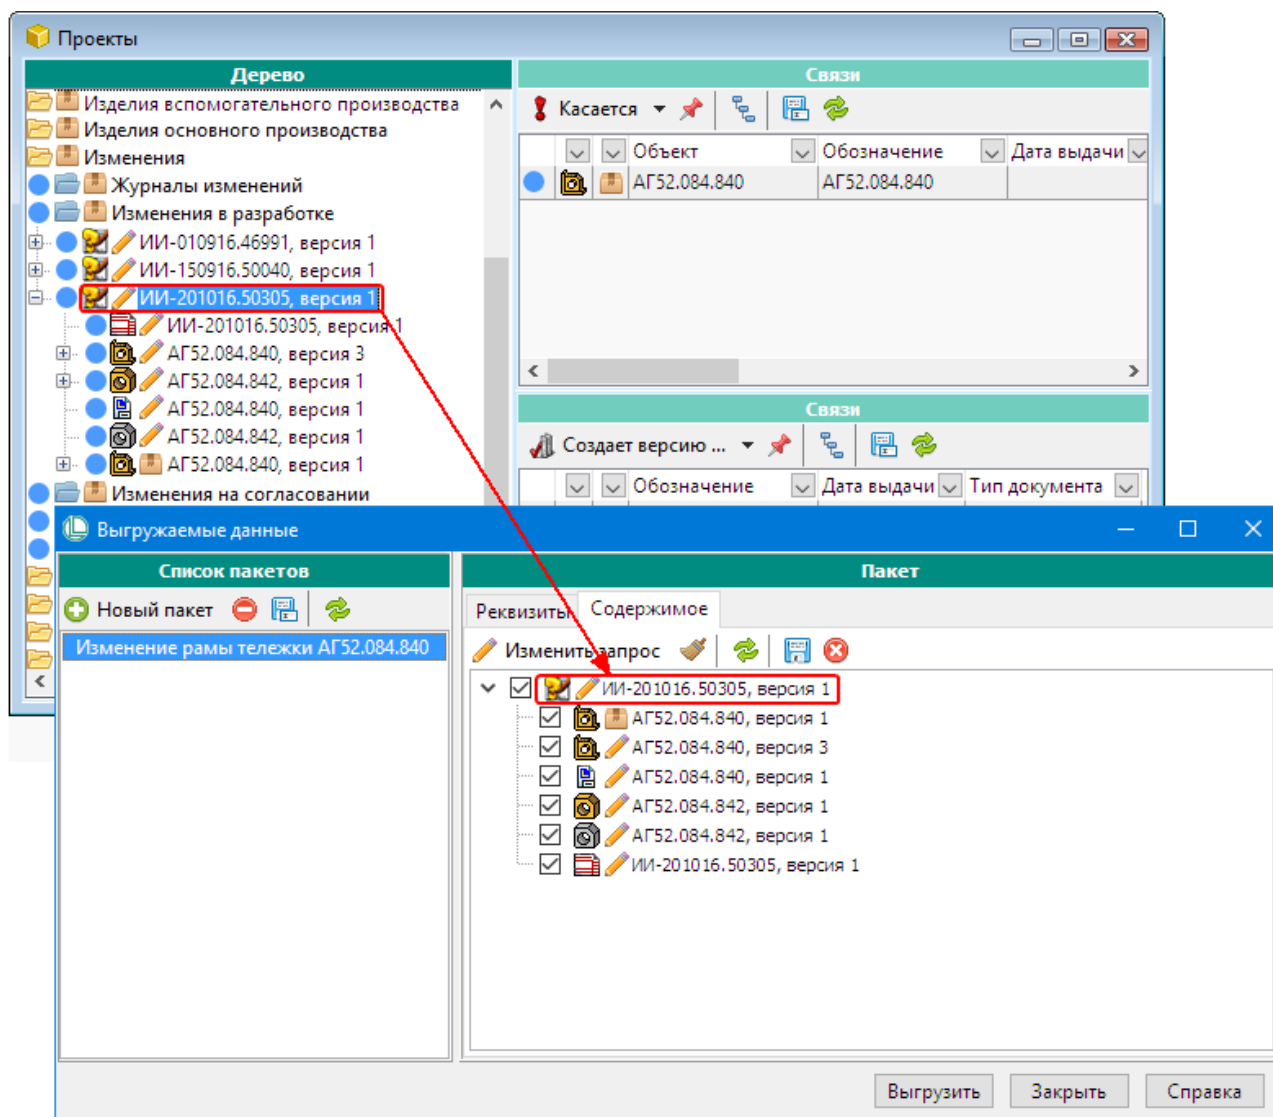 Проекты
Дерево
Изделия вспомогательного производства
Изделия основного производства
Изменения
Журналы изменений
Изменения в разработке
ИИ-010916.46991, версия 1
ИИ-150916.50040, версия 1
ИИ-201016.50305, версия 1
ИИ-201016.50305, версия 1
АГ52.084.840, версия 3
АГ52.084.842, версия 1
АГ52.084.840, версия 1
АГ52.084.842, версия 1
АГ52.084.840, версия 1
Изменения на согласовании
Связи
Касается
Объект Обозначение Дата выдачи
АГ52.084.840 АГ52.084.840
Связи
Создает версию ...
Обозначение Дата выдачи Тип документа
Выгружаемые данные
Список пакетов
Новый пакет
Изменение рамы тележки АГ52.084.840
Пакет
Реквизиты Содержимое
Изменить запрос
ИИ-201016.50305, версия 1
АГ52.084.840, версия 1
АГ52.084.840, версия 3
АГ52.084.840, версия 1
АГ52.084.842, версия 1
АГ52.084.842, версия 1
ИИ-201016.50305, версия 1
Выгрузить Закрыть Справка